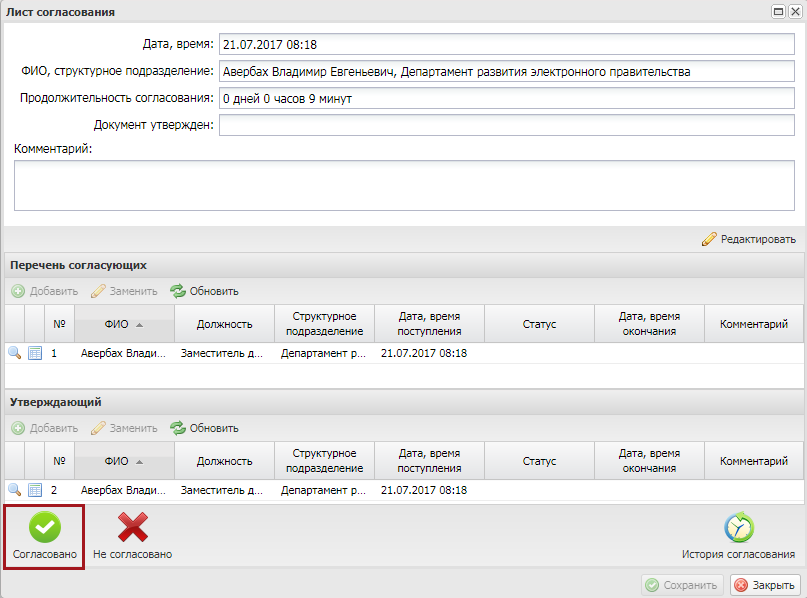 Лист согласования
Дата, время: 21.07.2017 08:18
ФИО, структурное подразделение: Авербах Владимир Евгеньевич, Департамент развития электронного правительства
Продолжительность согласования: 0 дней 0 часов 9 минут
Документ утвержден:
Комментарий:
Редактировать
Перечень согласующих
Добавить Заменить Обновить
№ ФИО Должность Структурное подразделение Дата, время поступления Статус Дата, время окончания Комментарий
1 Авербах Влади... Заместитель д... Департамент р... 21.07.2017 08:18
Утверждающий
Добавить Заменить Обновить
№ ФИО Должность Структурное подразделение Дата, время поступления Статус Дата, время окончания Комментарий
2 Авербах Влади... Заместитель д... Департамент р... 21.07.2017 08:18
Согласовано Не согласовано История согласования
Сохранить Закрыть